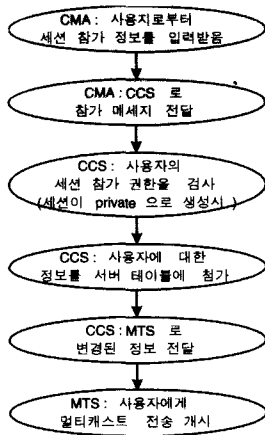 CMA : 사용자로부터
세션 참가 정보를 입력받음
CMA : CCS 로
참가 메세지 전달
CCS : 사용자의
세션 참가 권한을 검사
(세션이 private 으로 생성시 )
CCS : 사용자에 대한
정보를 서버 테이블에 첨가
CCS : MTS 로
변경된 정보 전달
MTS : 사용자에게
멀티캐스트 전송 개시